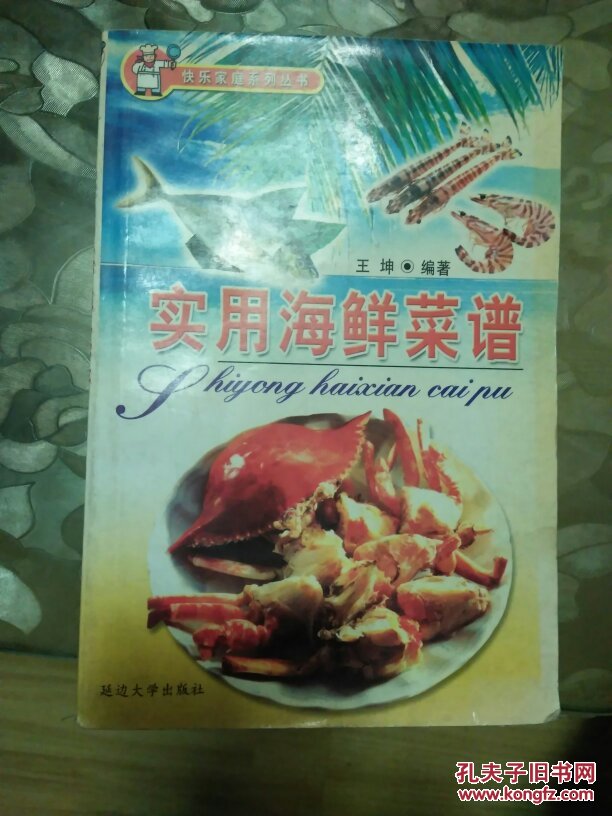 快乐家庭系列丛书
王坤⦿编著
实用海鲜菜谱
Shiyong haixian cai pu
延边大学出版社
孔夫子旧书网
www.kongfz.com